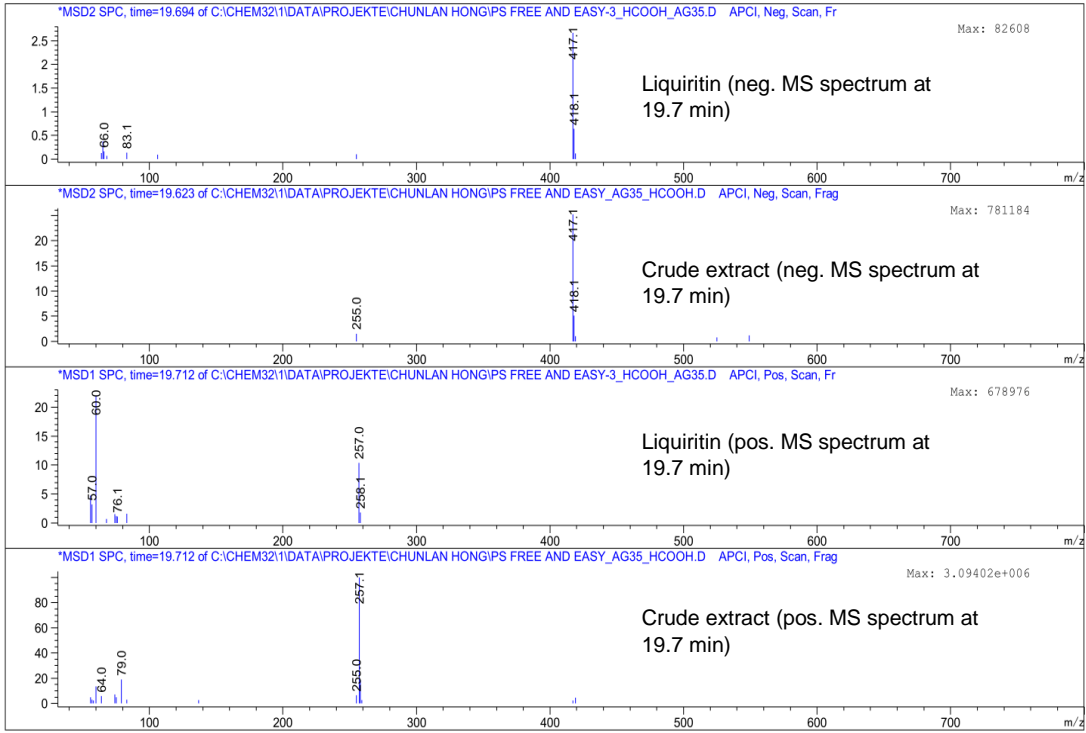 *MSD2 SPC, time=19.694 of C:\CHEM32\1\DATA\PROJEKTE\CHUNLAN HONG\PS FREE AND EASY-3_HCOOH_AG35.D    APCI, Neg, Scan, Fr
Max: 82608
2.5
2
1.5
1
0.5
0
66.0
83.1
417.1
418.1
Liquiritin (neg. MS spectrum at
19.7 min)
100 200 300 400 500 600 700 m/z
*MSD2 SPC, time=19.623 of C:\CHEM32\1\DATA\PROJEKTE\CHUNLAN HONG\PS FREE AND EASY_AG35_HCOOH.D    APCI, Neg, Scan, Frag
Max: 781184
20
15
10
5
0
255.0
417.1
418.1
Crude extract (neg. MS spectrum at
19.7 min)
100 200 300 400 500 600 700 m/z
*MSD1 SPC, time=19.712 of C:\CHEM32\1\DATA\PROJEKTE\CHUNLAN HONG\PS FREE AND EASY-3_HCOOH_AG35.D    APCI, Pos, Scan, Fr
Max: 678976
20
15
10
5
0
57.0
60.0
76.1
257.0
258.1
Liquiritin (pos. MS spectrum at
19.7 min)
100 200 300 400 500 600 700 m/z
*MSD1 SPC, time=19.712 of C:\CHEM32\1\DATA\PROJEKTE\CHUNLAN HONG\PS FREE AND EASY_AG35_HCOOH.D    APCI, Pos, Scan, Frag
Max: 3.09402e+006
80
60
40
20
0
64.0
79.0
255.0
257.1
Crude extract (pos. MS spectrum at
19.7 min)
100 200 300 400 500 600 700 m/z